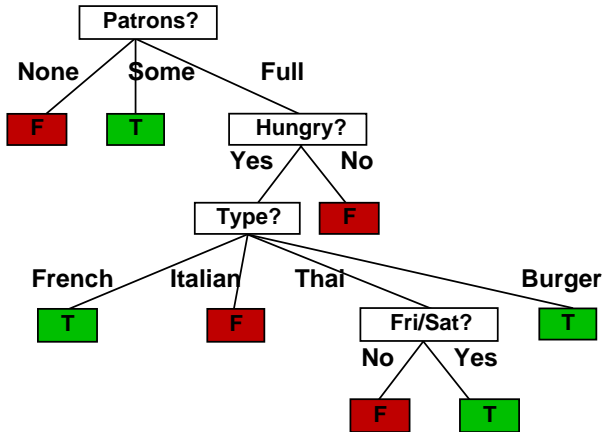 Patrons?
None Some Full
F T Hungry?
Yes No
Type? F
French Italian Thai Burger
T F Fri/Sat? T
No Yes
F T